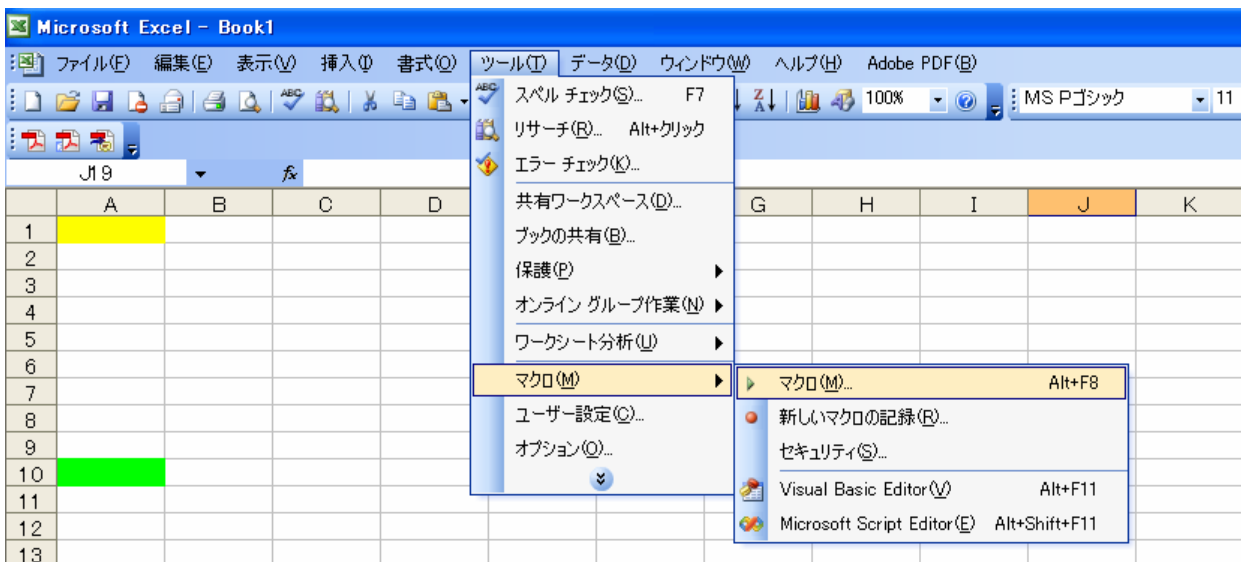 Microsoft Excel - Book1
ファイル(F) 編集(E) 表示(V) 挿入(I) 書式(O) ツール(T) データ(D) ウィンドウ(W) ヘルプ(H) Adobe PDF(B)
100% MS Pゴシック 11
J19 fx
A B C D G H I J K
1
2
3
4
5
6
7
8
9
10
11
12
13
スペル チェック(S)... F7
リサーチ(R)... Alt+クリック
エラー チェック(K)...
共有ワークスペース(D)...
ブックの共有(B)...
保護(P)
オンライン グループ作業(N)
ワークシート分析(U)
マクロ(M)
ユーザー設定(C)...
オプション(O)...
マクロ(M)... Alt+F8
新しいマクロの記録(R)...
セキュリティ(S)...
Visual Basic Editor(V) Alt+F11
Microsoft Script Editor(E) Alt+Shift+F11